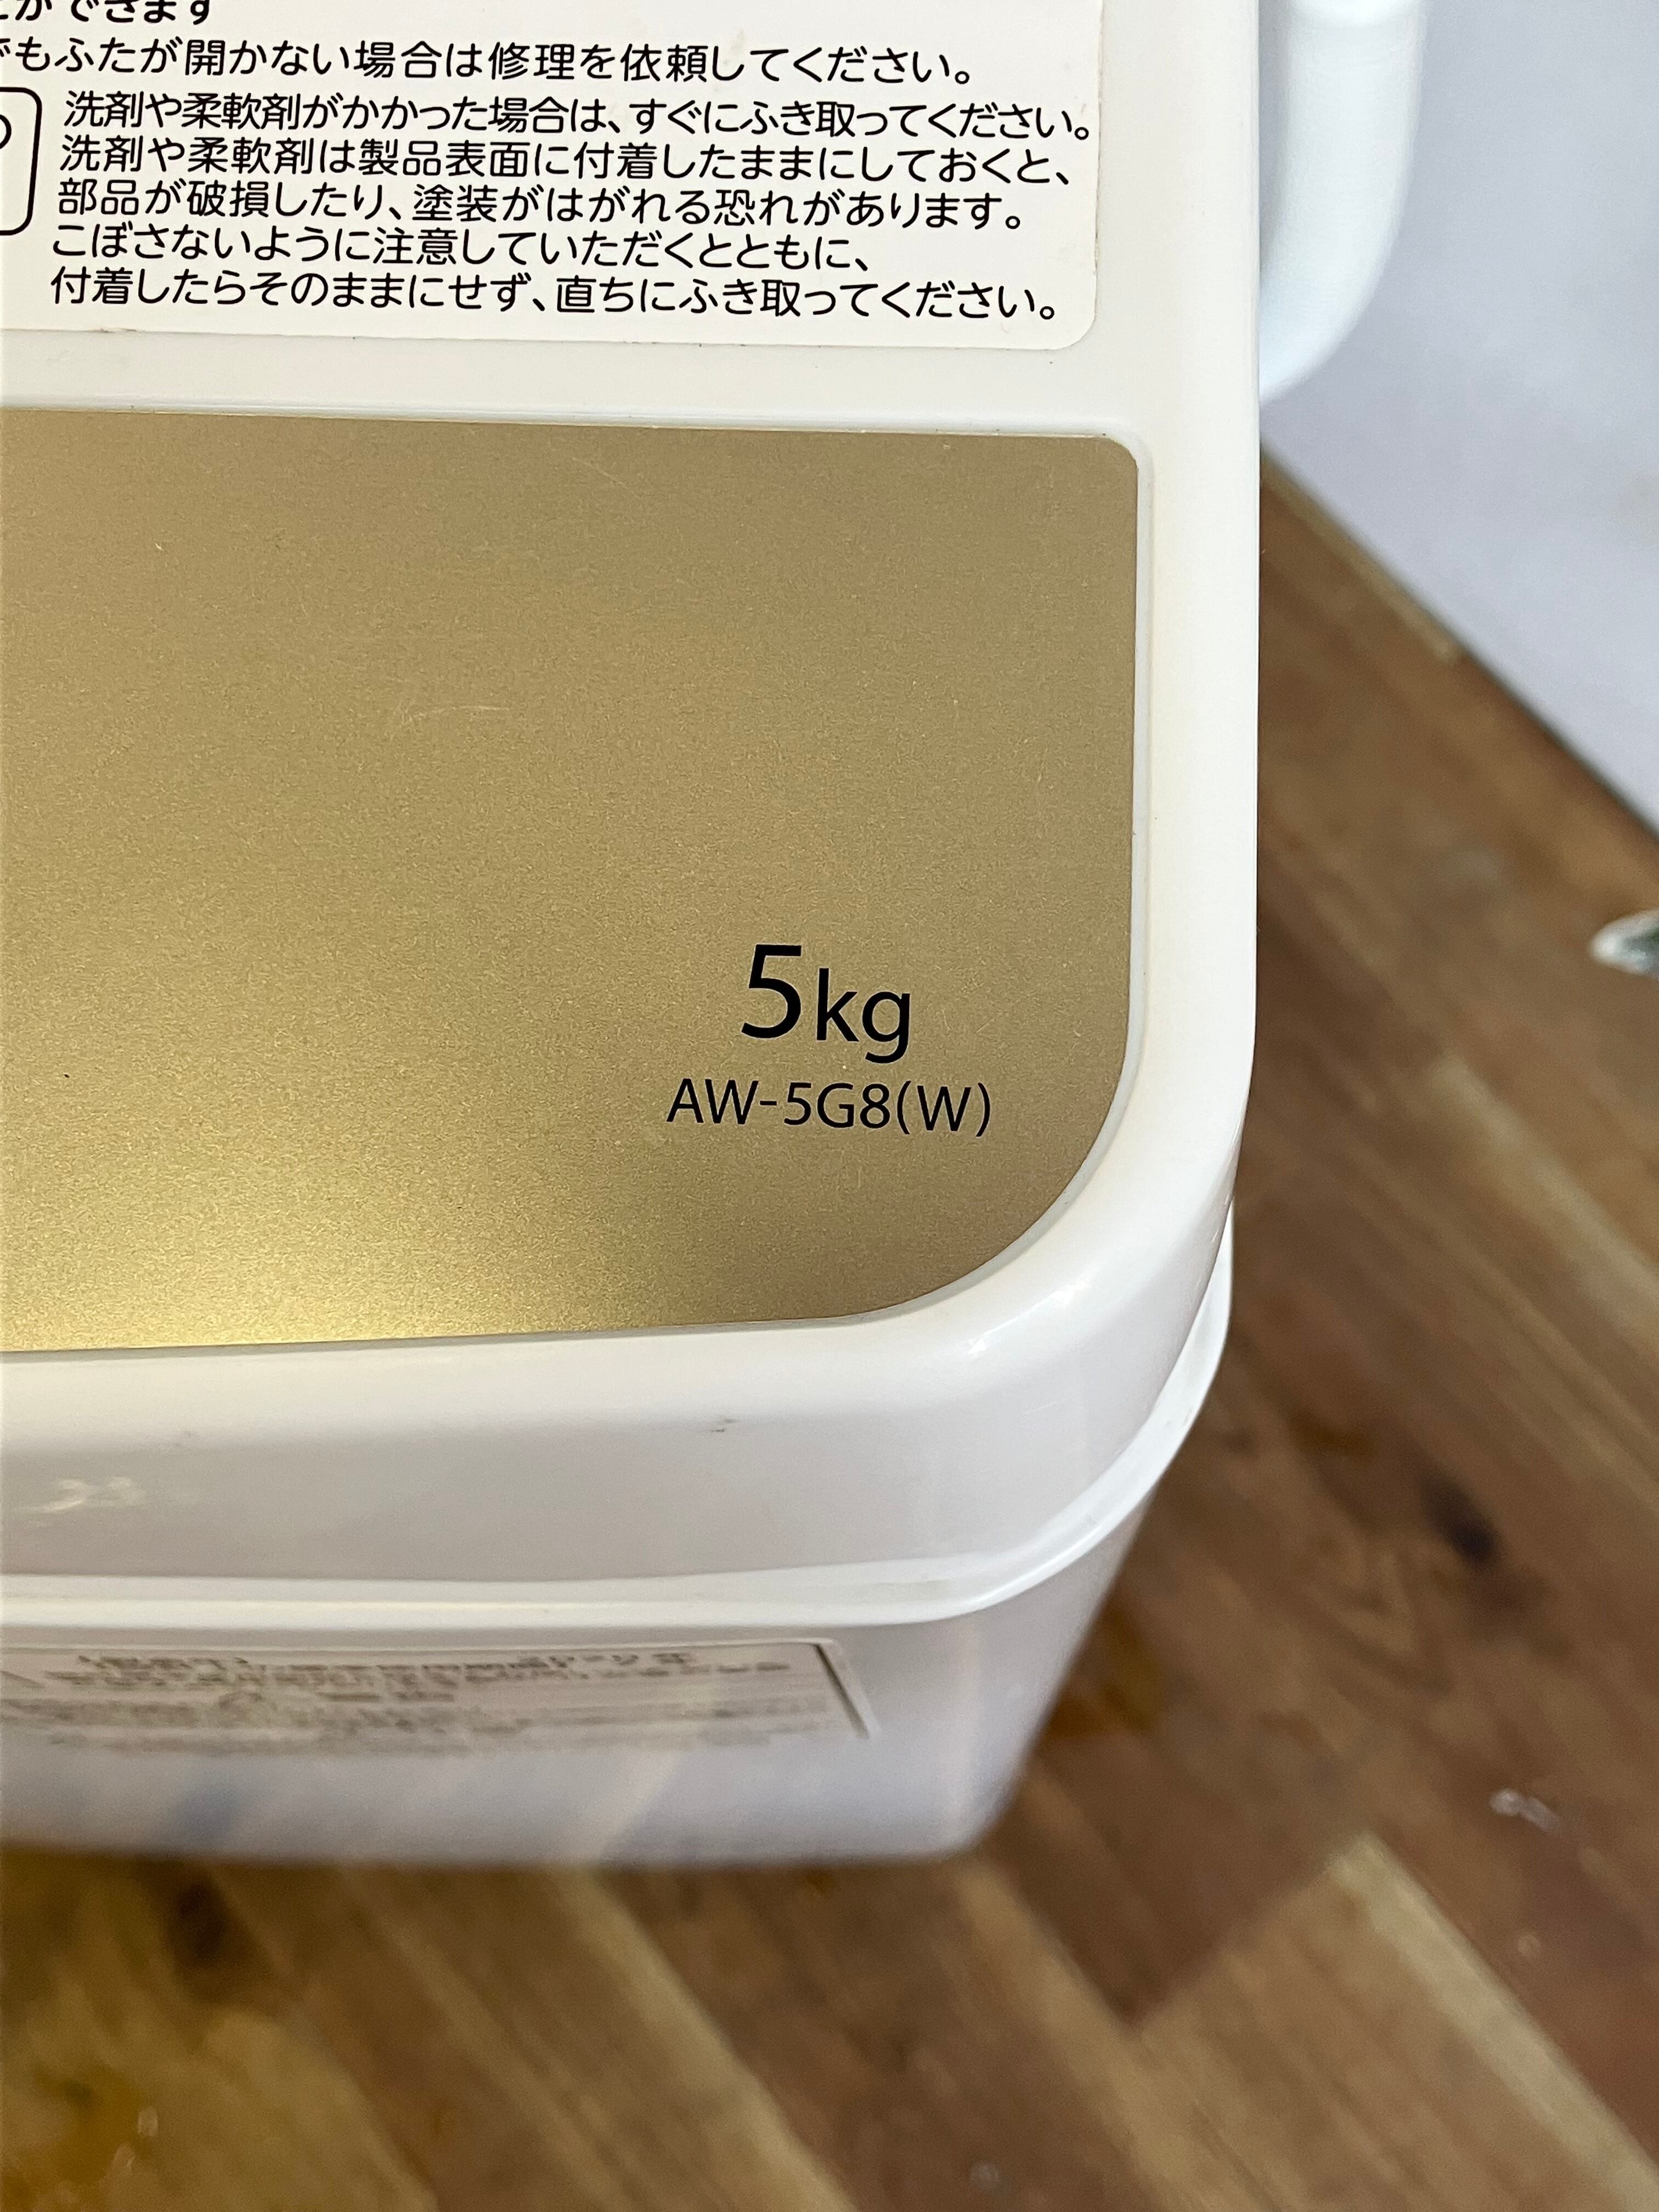 とができます
でもふたが開かない場合は修理を依頼してください。
洗剤や柔軟剤がかかった場合は、すぐにふき取ってください。
洗剤や柔軟剤は製品表面に付着したままにしておくと、
部品が破損したり、塗装がはがれる恐れがあります。
こぼさないように注意していただくとともに、
付着したらそのままにせず、直ちにふき取ってください。
5kg
AW-5G8(W)